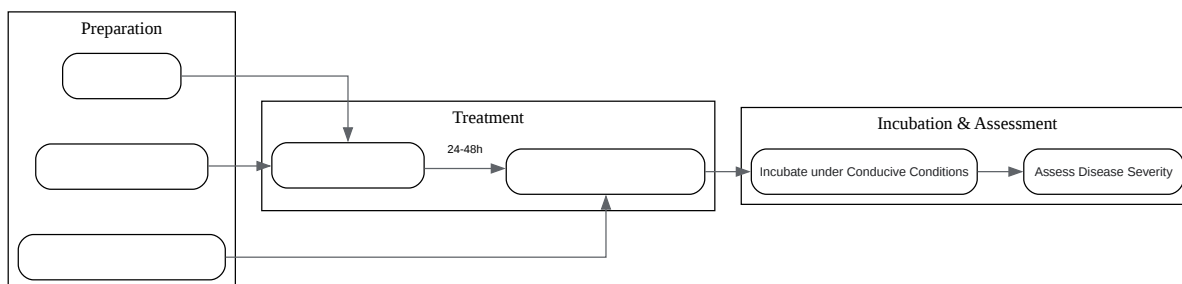 Preparation
Treatment
24-48h
Incubation & Assessment
Incubate under Conducive Conditions
Assess Disease Severity